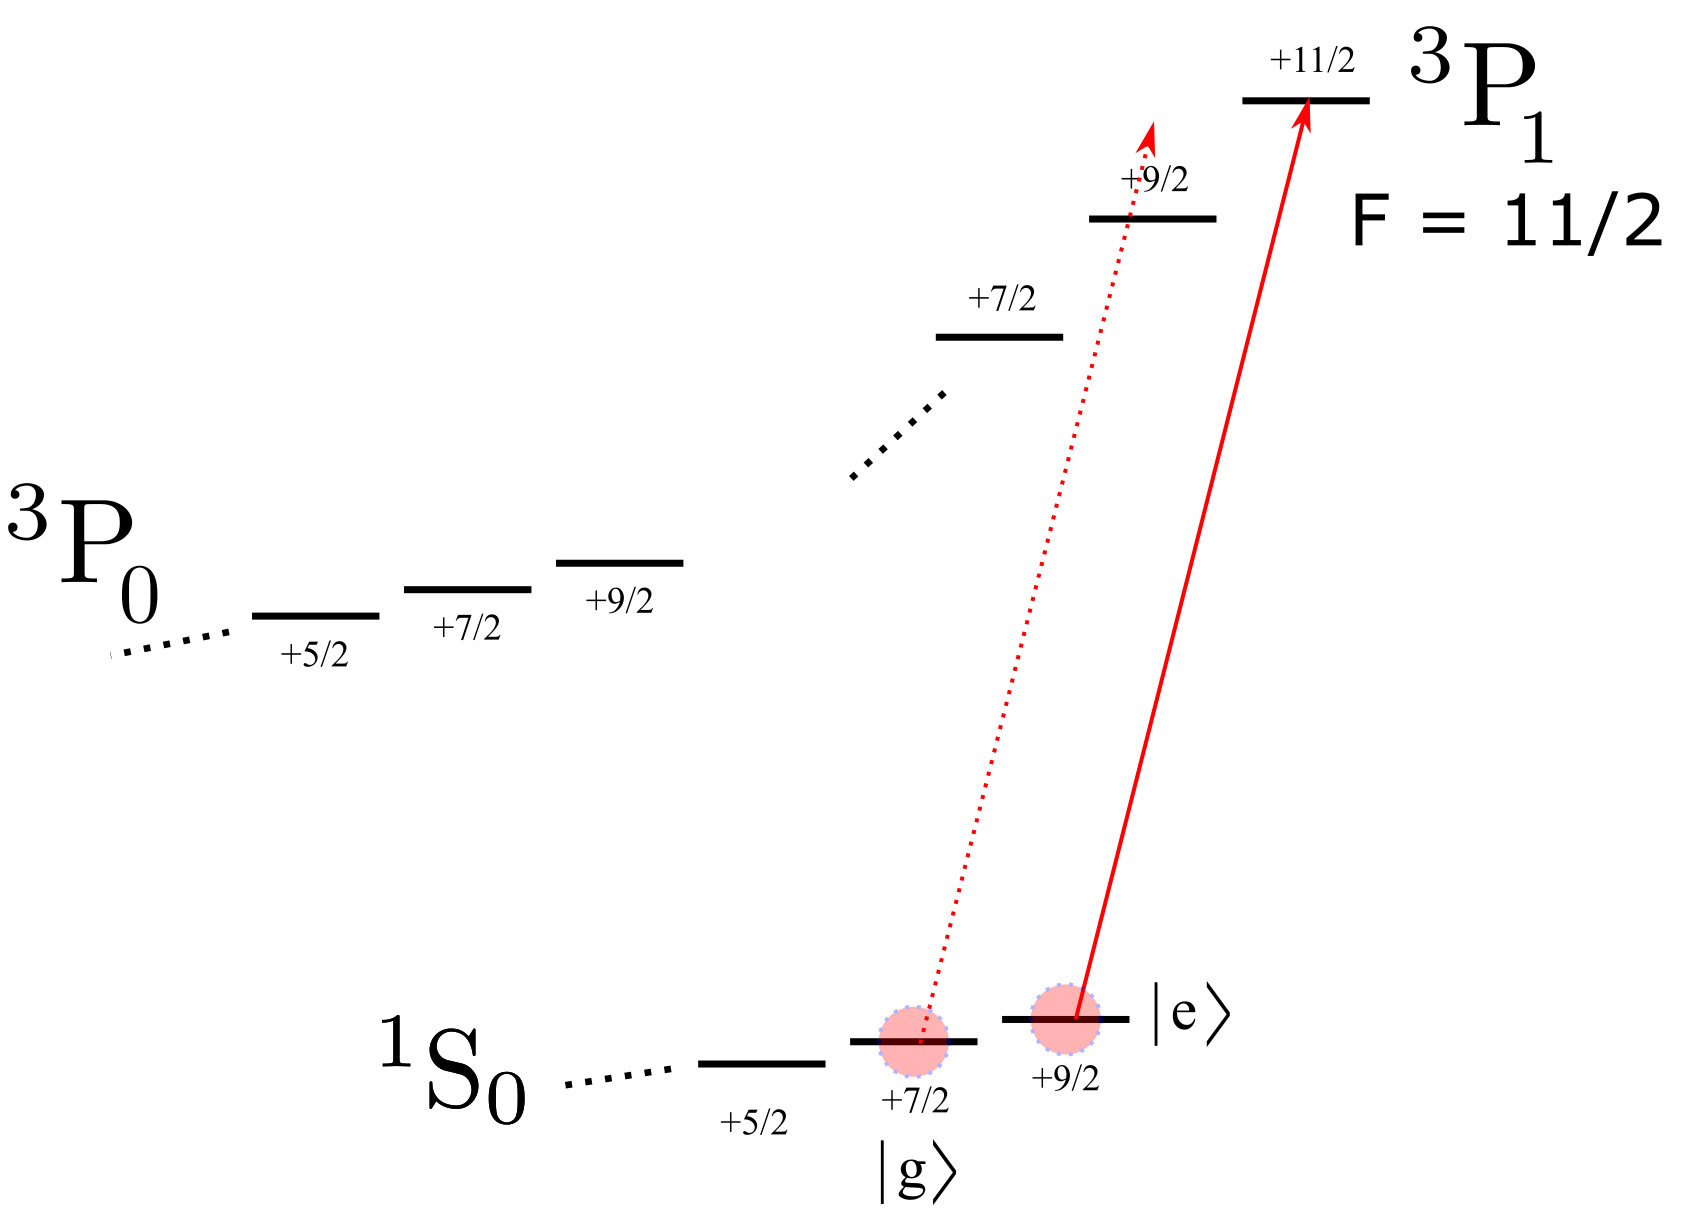 +11/2
³P₁
+9/2
F = 11/2
+7/2
³P₀
+9/2
+7/2
+5/2
¹S₀
|e⟩
+9/2
+7/2
+5/2
|g⟩